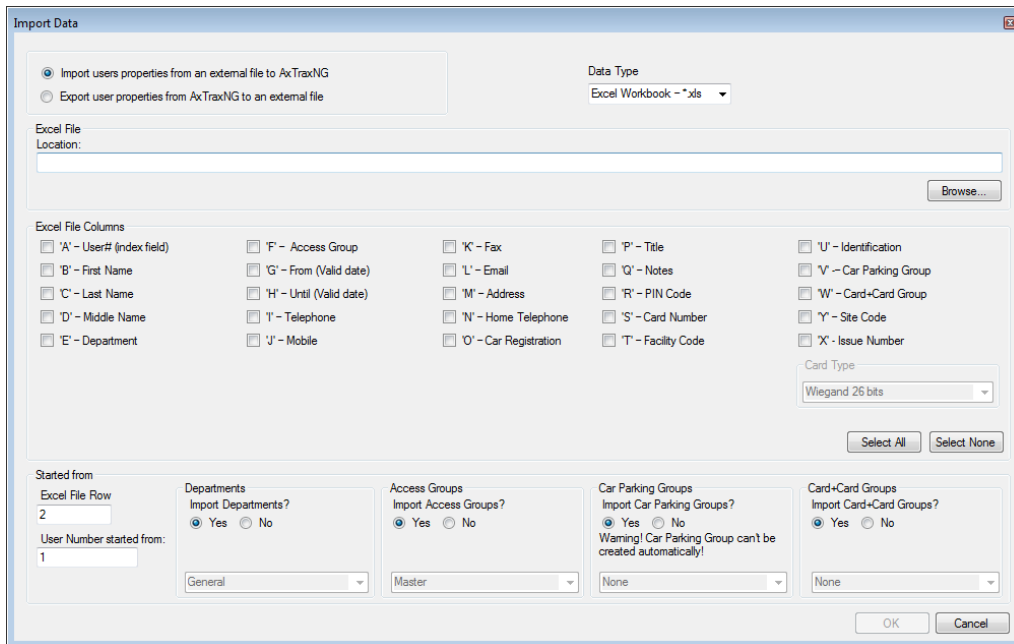 Import Data
Import users properties from an external file to AxTraxNG
Export user properties from AxTraxNG to an external file
Data Type
Excel Workbook - *.xls
Excel File
Location:
Browse...
Excel File Columns
'A' - User# (index field)
'F' - Access Group
'K' - Fax
'P' - Title
'U' - Identification
'B' - First Name
'G' - From (Valid date)
'L' - Email
'Q' - Notes
'V' -- Car Parking Group
'C' - Last Name
'H' - Until (Valid date)
'M' - Address
'R' - PIN Code
'W' - Card+Card Group
'D' - Middle Name
'I' - Telephone
'N' - Home Telephone
'S' - Card Number
'Y' - Site Code
'E' - Department
'J' - Mobile
'O' - Car Registration
'T' - Facility Code
'X' - Issue Number
Card Type
Wiegand 26 bits
Select All
Select None
Started from
Excel File Row
2
User Number started from:
1
Departments
Import Departments?
Yes No
General
Access Groups
Import Access Groups?
Yes No
Master
Car Parking Groups
Import Car Parking Groups?
Yes No
Warning! Car Parking Group can't be
created automatically!
None
Card+Card Groups
Import Card+Card Groups?
Yes No
None
OK
Cancel